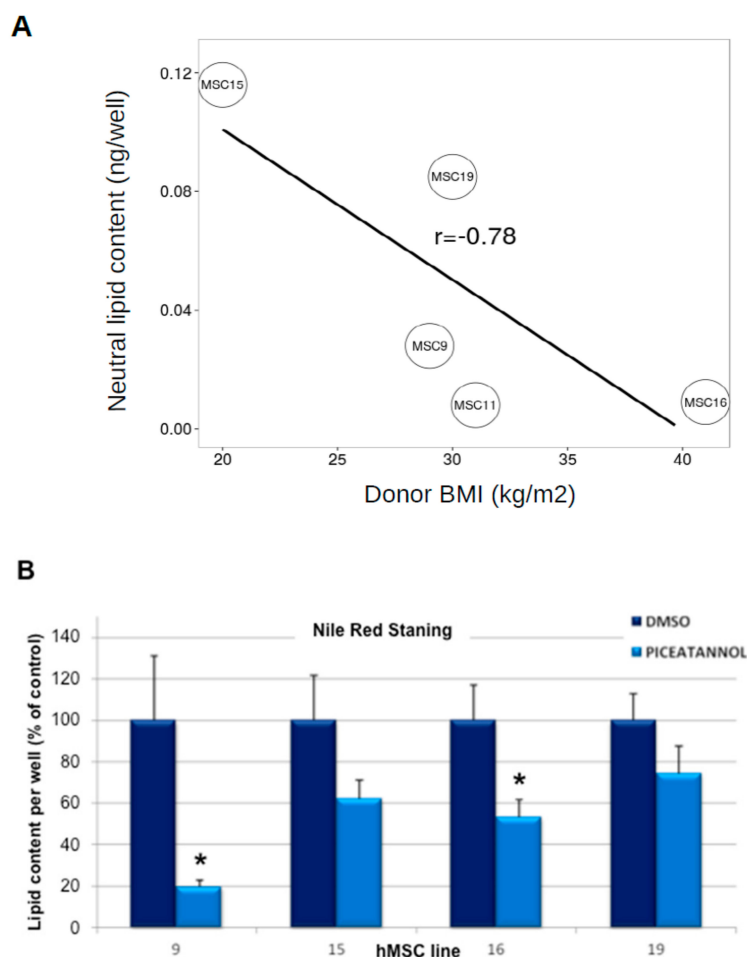 A
Neutral lipid content (ng/well)
0.12
0.08
0.04
0.00
MSC15
MSC19
r=-0.78
MSC9
MSC11
MSC16
20 25 30 35 40
Donor BMI (kg/m2)
B
Nile Red Staning
DMSO
PICEATANNOL
Lipid content per well (% of control)
140
120
100
80
60
40
20
0
*
*
9 15 16 19
hMSC line